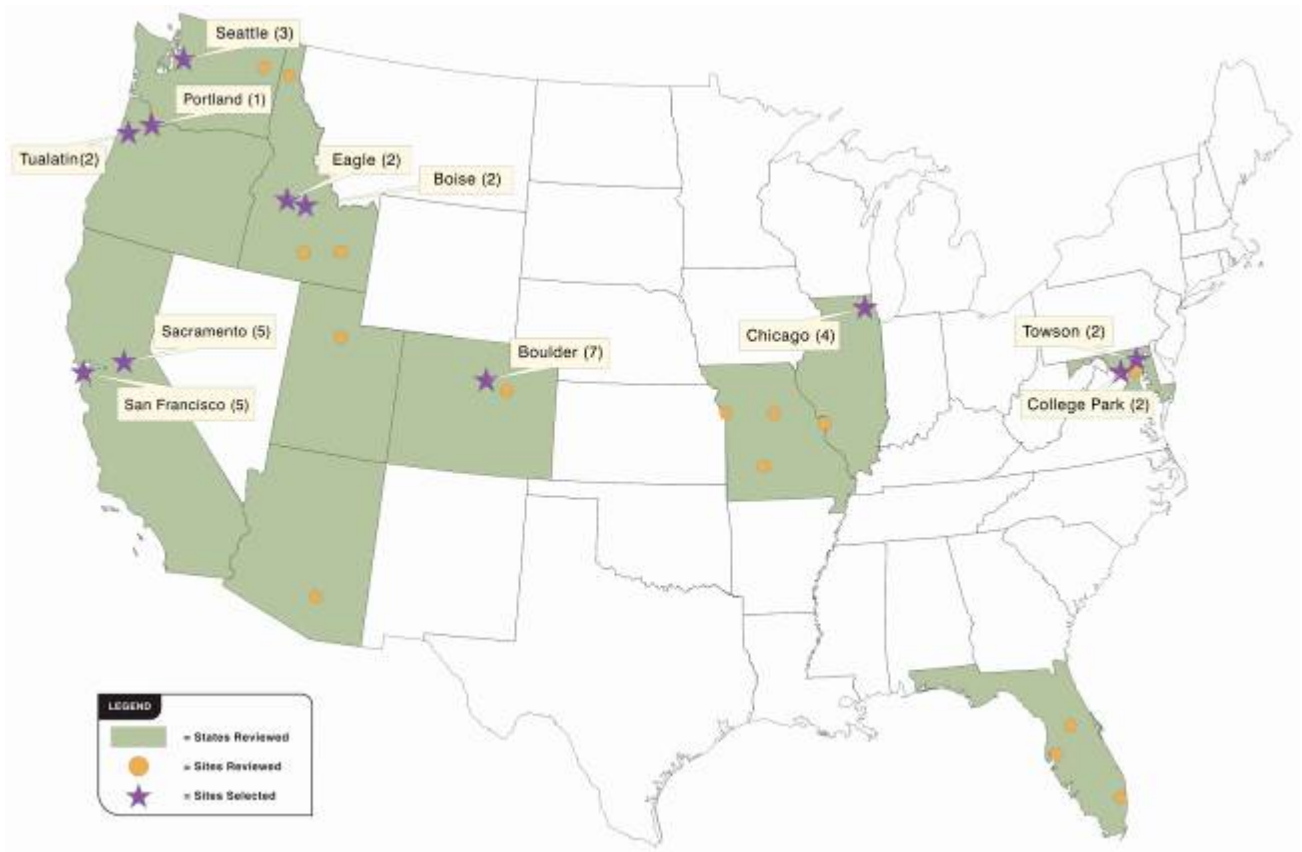 Seattle (3)
Portland (1)
Tualatin(2)
Eagle (2)
Boise (2)
Sacramento (5)
San Francisco (5)
Boulder (7)
Chicago (4)
Towson (2)
College Park (2)
LEGEND
= States Reviewed
= Sites Reviewed
= Sites Selected